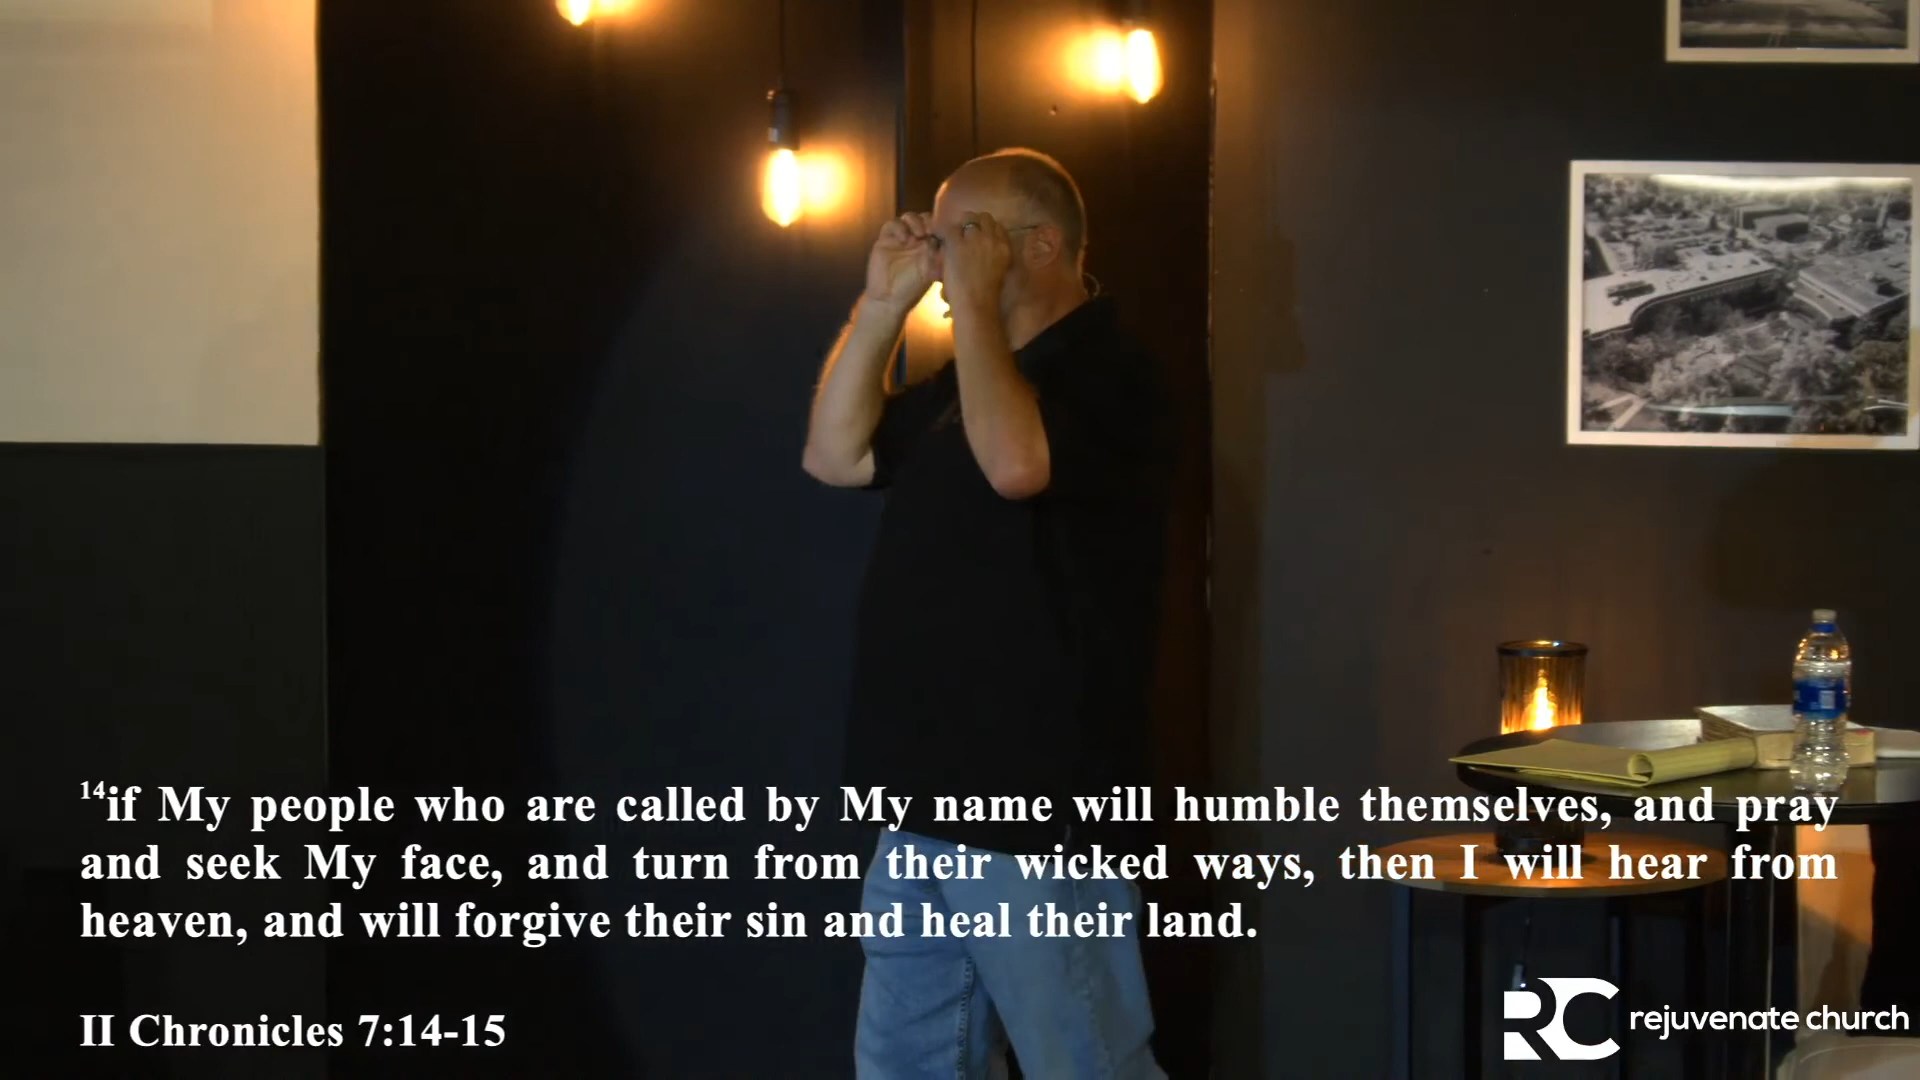 14if My people who are called by My name will humble themselves, and pray
and seek My face, and turn from their wicked ways, then I will hear from
heaven, and will forgive their sin and heal their land.
II Chronicles 7:14-15
RC rejuvenate church